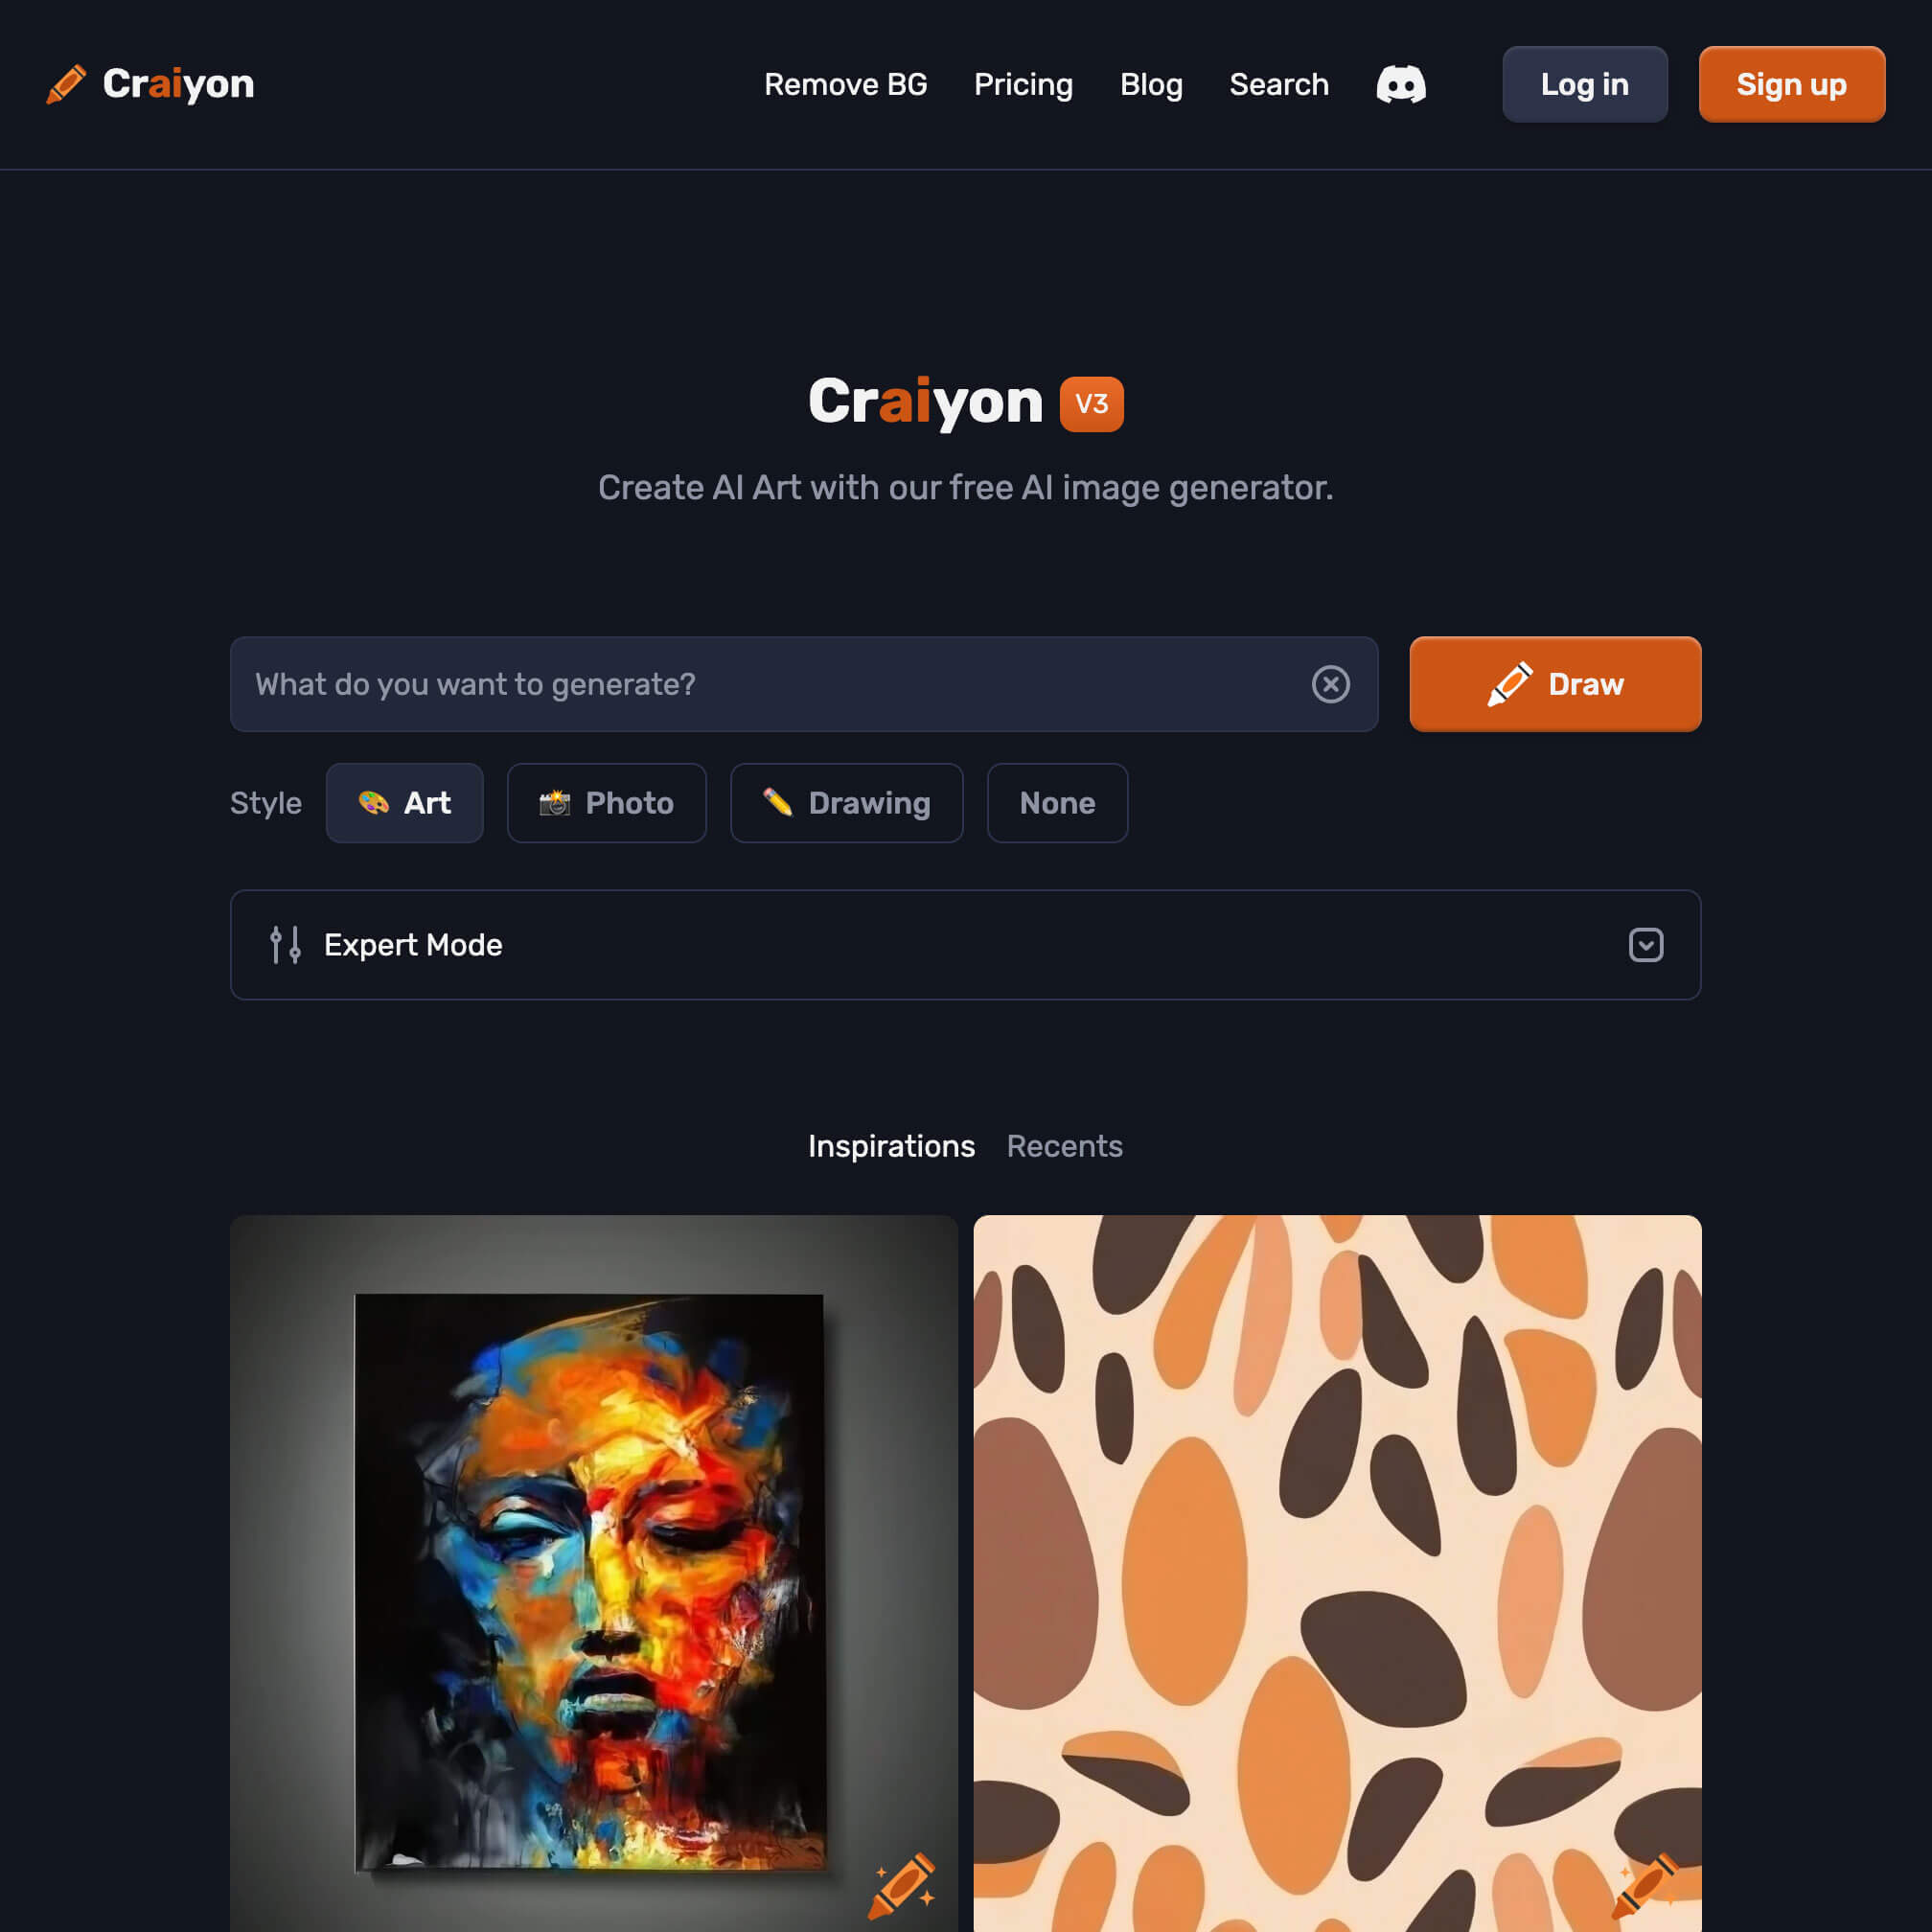 Craiyon
Remove BG Pricing Blog Search Log in Sign up
Craiyon V3
Create AI Art with our free AI image generator.
What do you want to generate? Draw
Style Art Photo Drawing None
Expert Mode
Inspirations Recents